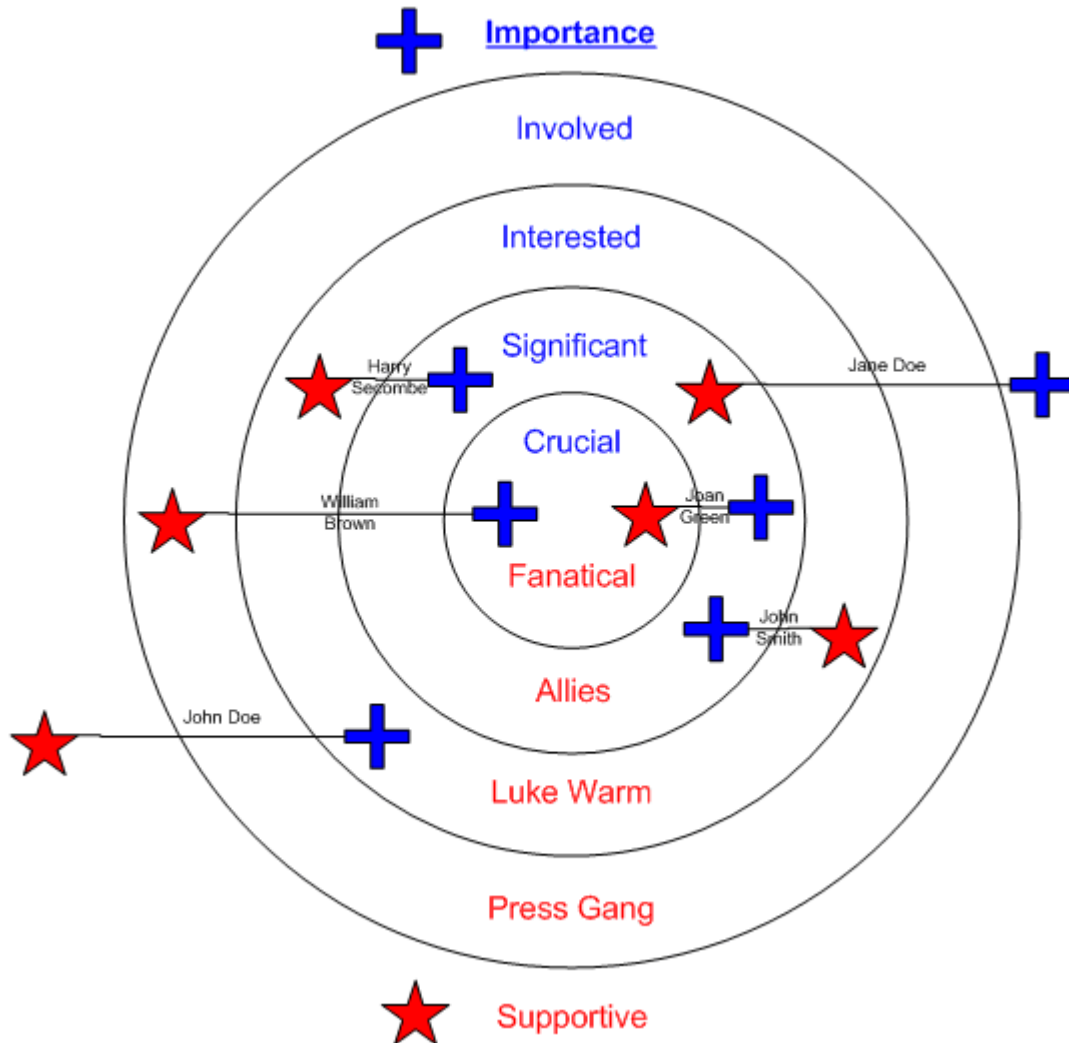 Importance
Involved
Interested
Significant
Harry
Secombe
Jane Doe
Crucial
William
Brown
Joan
Green
Fanatical
John
Smith
Allies
John Doe
Luke Warm
Press Gang
Supportive